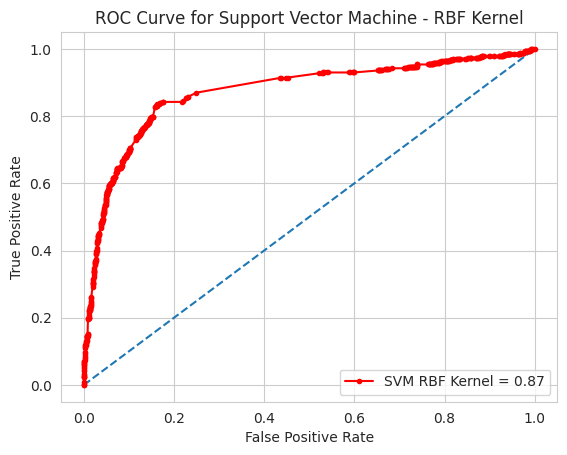 ROC Curve for Support Vector Machine - RBF Kernel
True Positive Rate
1.0
0.8
0.6
0.4
0.2
0.0
SVM RBF Kernel = 0.87
0.0 0.2 0.4 0.6 0.8 1.0
False Positive Rate